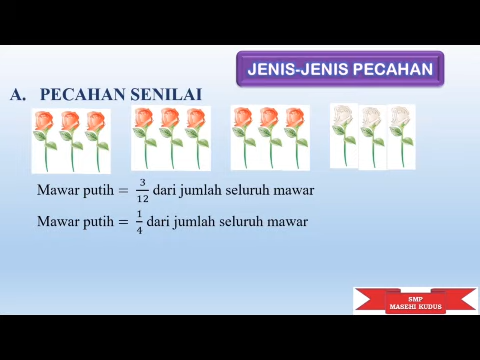 JENIS-JENIS PECAHAN
A. PECAHAN SENILAI
Mawar putih = 3/12 dari jumlah seluruh mawar
Mawar putih = 1/4 dari jumlah seluruh mawar
SMP
MASEHI KUDUS